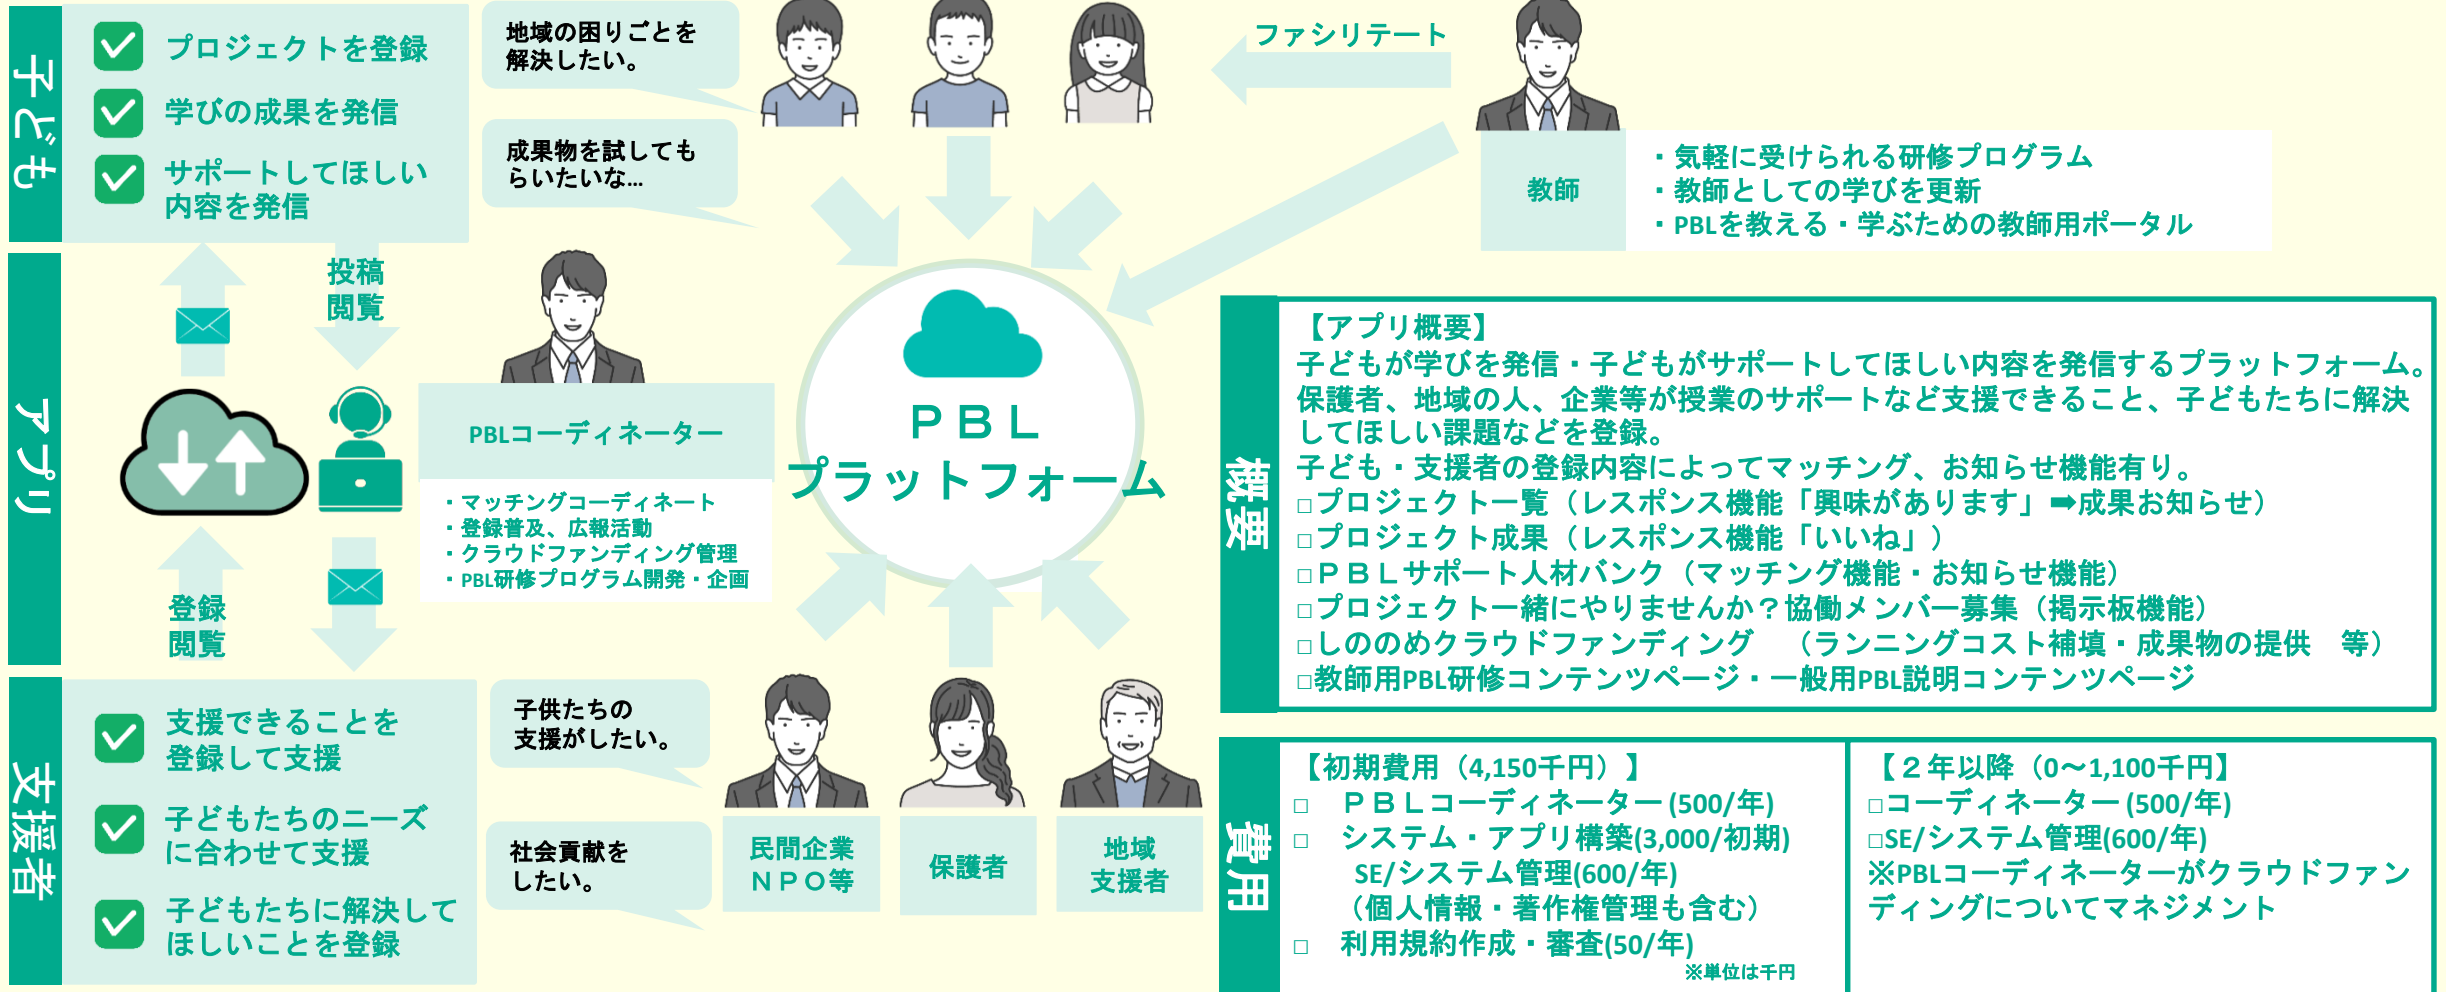 子ども
プロジェクトを登録
学びの成果を発信
サポートしてほしい
内容を発信
地域の困りごとを
解決したい。
成果物を試しても
らいたいな…
ファシリテート
教師
・気軽に受けられる研修プログラム
・教師としての学びを更新
・PBLを教える・学ぶための教師用ポータル
アプリ
投稿
閲覧
登録
閲覧
PBLコーディネーター
・マッチングコーディネート
・登録普及、広報活動
・クラウドファンディング管理
・PBL研修プログラム開発・企画
ＰＢＬ
プラットフォーム
概要
【アプリ概要】
子どもが学びを発信・子どもがサポートしてほしい内容を発信するプラットフォーム。
保護者、地域の人、企業等が授業のサポートなど支援できること、子どもたちに解決
してほしい課題などを登録。
子ども・支援者の登録内容によってマッチング、お知らせ機能有り。
□プロジェクト一覧（レスポンス機能「興味があります」➡成果お知らせ）
□プロジェクト成果（レスポンス機能「いいね」）
□ＰＢＬサポート人材バンク（マッチング機能・お知らせ機能）
□プロジェクト一緒にやりませんか？協働メンバー募集（掲示板機能）
□しののめクラウドファンディング　（ランニングコスト補填・成果物の提供　等）
□教師用PBL研修コンテンツページ・一般用PBL説明コンテンツページ
支援者
支援できることを
登録して支援
子どもたちのニーズ
に合わせて支援
子どもたちに解決して
ほしいことを登録
子供たちの
支援がしたい。
社会貢献を
したい。
民間企業
ＮＰＯ等
保護者
地域
支援者
費用
【初期費用（4,150千円）】
□　ＰＢＬコーディネーター(500/年)
□　システム・アプリ構築(3,000/初期)
SE/システム管理(600/年)
（個人情報・著作権管理も含む）
□　利用規約作成・審査(50/年)
※単位は千円
【２年以降（0～1,100千円】
□コーディネーター(500/年)
□SE/システム管理(600/年)
※PBLコーディネーターがクラウドファン
ディングについてマネジメント